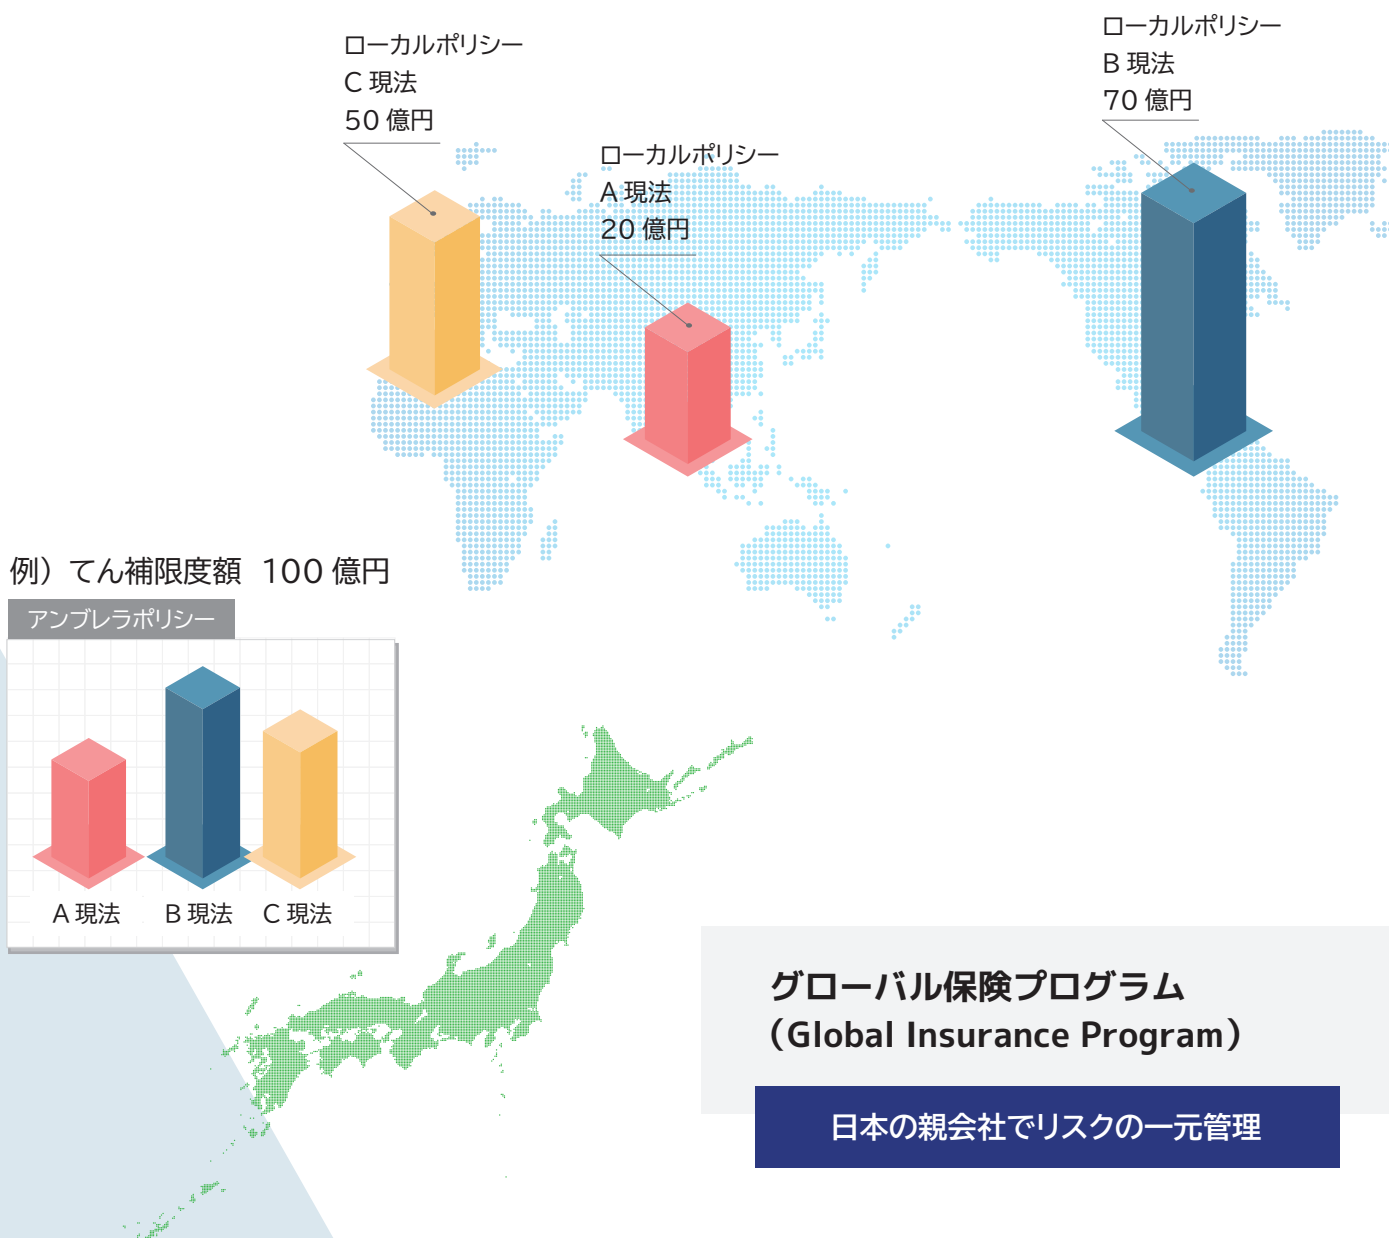 ローカルポリシー
C 現法
50 億円
ローカルポリシー
A 現法
20 億円
ローカルポリシー
B 現法
70 億円
例）てん補限度額 100 億円
アンブレラポリシー
A 現法 B 現法 C 現法
グローバル保険プログラム
（Global Insurance Program）
日本の親会社でリスクの一元管理